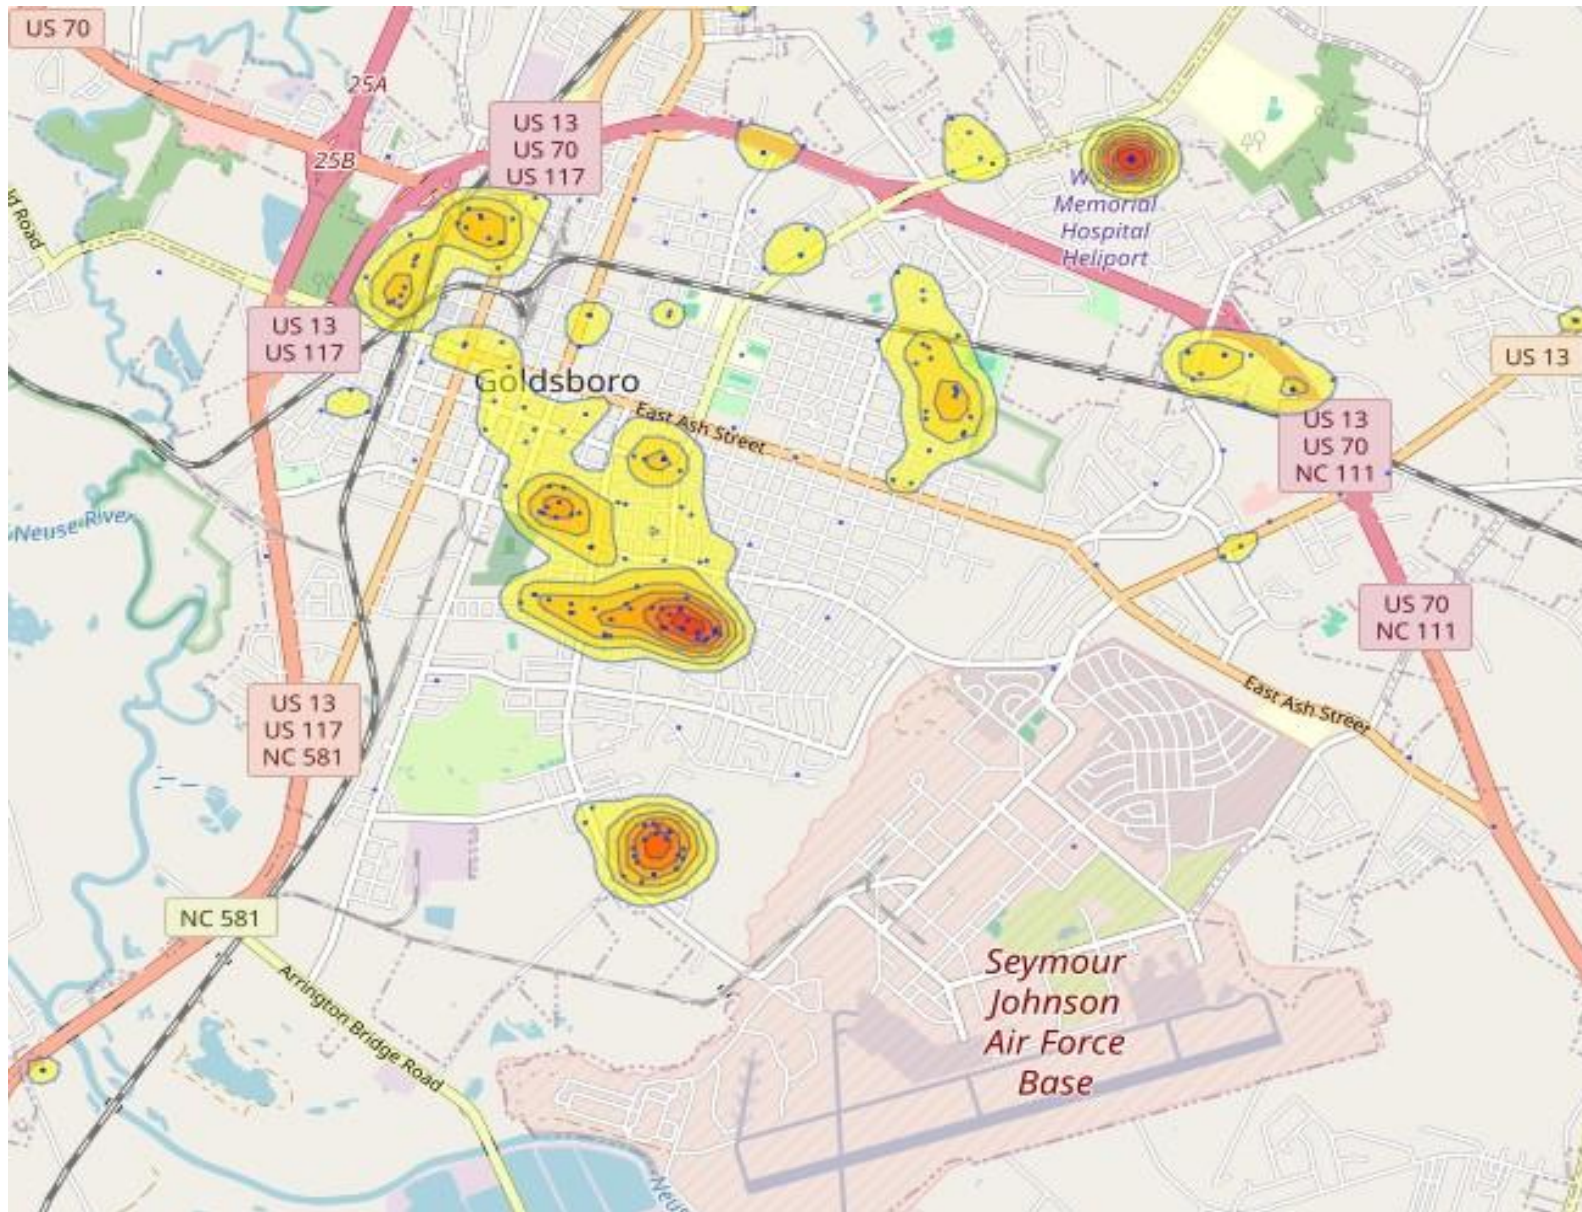 US 70
25A
US 13
US 70
US 117
25B
Memorial
Hospital
Heliport
Road
US 13
US 117
US 13
Goldsboro
East Ash Street
US 13
US 70
NC 111
Neuse River
US 70
NC 111
US 13
US 117
NC 581
East Ash Street
NC 581
Seymour
Johnson
Air Force
Base
Arrington Bridge Road